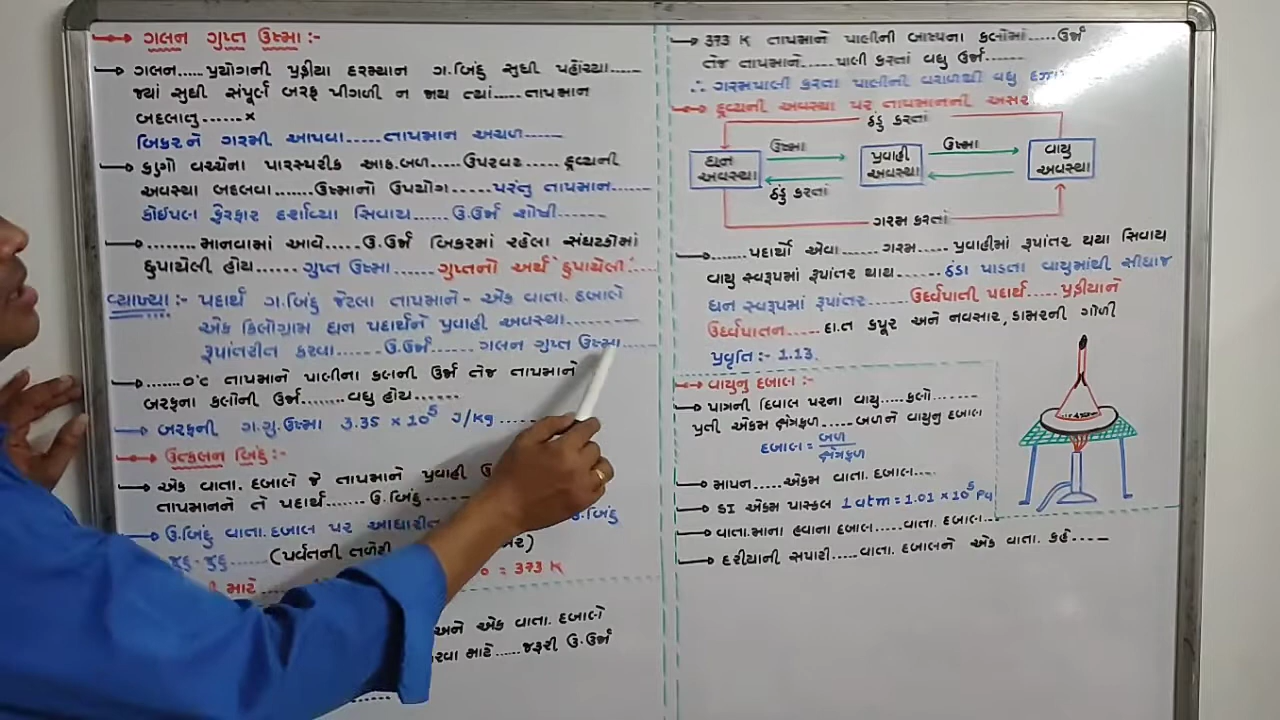 ગલન ગુપ્ત ઉષ્મા :-
ગલન..... પ્રયોગની પ્રક્રીયા દરમ્યાન ગ.બિંદુ સુધી પહોંચ્યા.....
જ્યાં સુધી સંપૂર્ણ બરફ પીગળી ન જાય ત્યાં..... તાપમાન
બદલાતુ ......×
બિકરને ગરમી આપવા..... તાપમાન અચળ......
કણો વચ્ચેના પારસ્પરીક આક.બળ.....ઉપરવટ..... દ્રવ્યની
અવસ્થા બદલવા .......ઉષ્માનો ઉપયોગ.....પરંતુ તાપમાન.....
કોઈપણ ફેરફાર દર્શાવ્યા સિવાય...... ઉ.ઉર્જા શોષી......
........ માનવામાં આવે.....ઉ.ઉર્જા બિકરમાં રહેલા સંઘટકોમાં
છુપાયેલી હોય...... ગુપ્ત ઉષ્મા ......ગુપ્તનો અર્થ 'છુપાયેલી'....
વ્યાખ્યા :- પદાર્થ ગ.બિંદુ જેટલા તાપમાને - એક વાતા. દબાણે
એક કિલોગ્રામ ઘન પદાર્થને પ્રવાહી અવસ્થા.........
રૂપાંતરીત કરવા...... ઉ.ઉર્જા...... ગલન ગુપ્ત ઉષ્મા.....
.......0°c તાપમાને પાણીના કણની ઉર્જા તેજ તાપમાને
બરફના કણોની ઉર્જા........વધુ હોય......
બરફની ગ.ગુ.ઉષ્મા 3.35 × 10⁵ J/kg .....
ઉત્કલન બિંદુ :-
એક વાતા. દબાણે જે તાપમાને પ્રવાહી
તાપમાનને તે પદાર્થ..... ઉ.બિંદુ.....
ઉ.બિંદુ વાતા.દબાણ પર આધારીત ઉ.બિંદુ
જુદુ-જુદુ...... (પર્વતની તળેટી
માટે ..... = 373 K
અને એક વાતા. દબાણે
માટે......જરૂરી ઉ.ઉર્જા
373 K તાપમાને પાણીની બાષ્પના કણોમાં..... ઉર્જા
તેજ તાપમાને..... પાણી કરતાં વધુ ઉર્જા......
∴ ગરમપાણી કરતા પાણીની વરાળથી વધુ
દ્રવ્યની અવસ્થા પર તાપમાનની અસર
ઠંડુ કરતાં
ઘન અવસ્થા ઉષ્મા પ્રવાહી અવસ્થા ઉષ્મા વાયુ અવસ્થા
ઠંડુ કરતાં
ગરમ કરતાં
....... પદાર્થો એવા.....ગરમ..... પ્રવાહીમાં રૂપાંતર થયા સિવાય
વાયુ સ્વરૂપમાં રૂપાંતર થાય....... ઠંડા પાડતા વાયુમાંથી સીધાજ
ઘન સ્વરૂપમાં રૂપાંતર.......ઉર્ધ્વપાતી પદાર્થ..... પ્રક્રીયાને
ઉર્ધ્વપાતન..... દા.ત કપૂર અને નવસાર, ડામરની ગોળી
પ્રવૃતિ :- 1.13.
વાયુનુ દબાણ :-
પાત્રની દિવાલ પરના વાયુ.....કણો.......
પ્રતી એકમ ક્ષેત્રફળ......બળને વાયુનુ દબાણ
દબાણ = બળ / ક્ષેત્રફળ
માપન..... એકમ વાતા. દબાણ.....
SI એકમ પાસ્કલ 1 atm = 1.01 × 10⁵ Pa
વાતા.માના હવાના દબાણ.....વાતા. દબાણ...
દરીયાની સપાટી.....વાતા. દબાણને એક વાતા. કહે.....